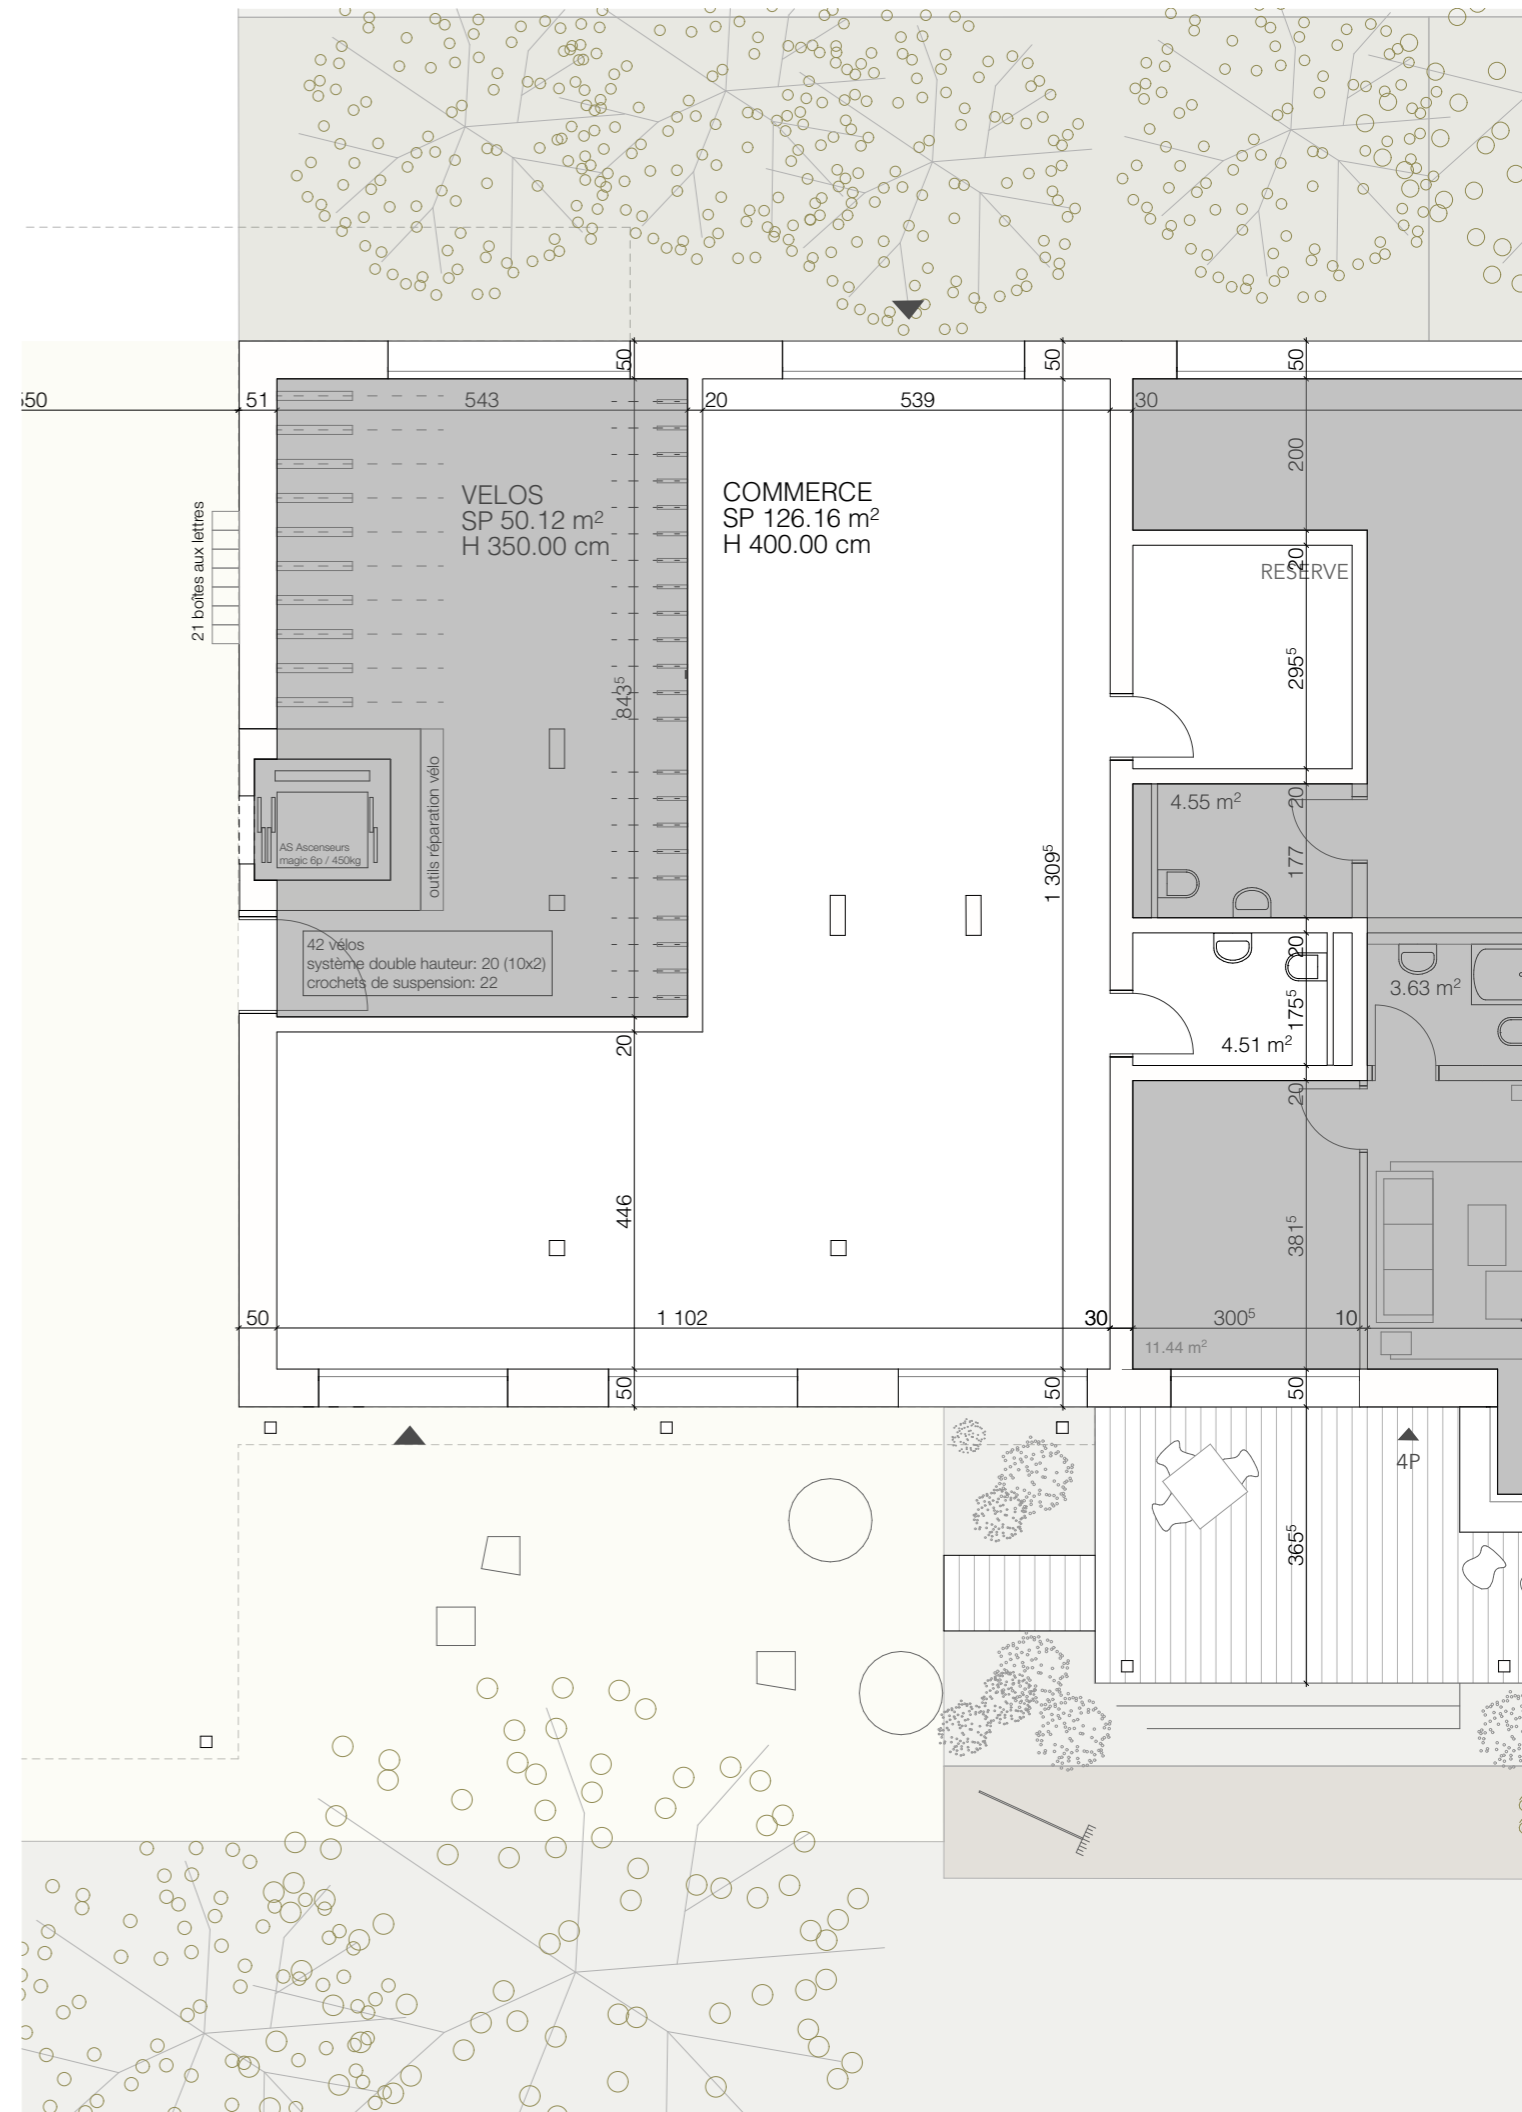 50
50
50
51
543
20
539
30
200
VELOS
SP 50.12 m²
H 350.00 cm
COMMERCE
SP 126.16 m²
H 400.00 cm
21 boîtes aux lettres
20
RESERVE
843⁵
295⁵
outils réparation vélo
AS Ascenseurs
magic 6p / 450kg
1 309⁵
4.55 m²
20
177
42 vélos
système double hauteur: 20 (10x2)
crochets de suspension: 22
20
3.63 m²
175⁵
4.51 m²
20
20
446
381⁵
50
1 102
30
300⁵
10
11.44 m²
50
50
50
4P
365⁵